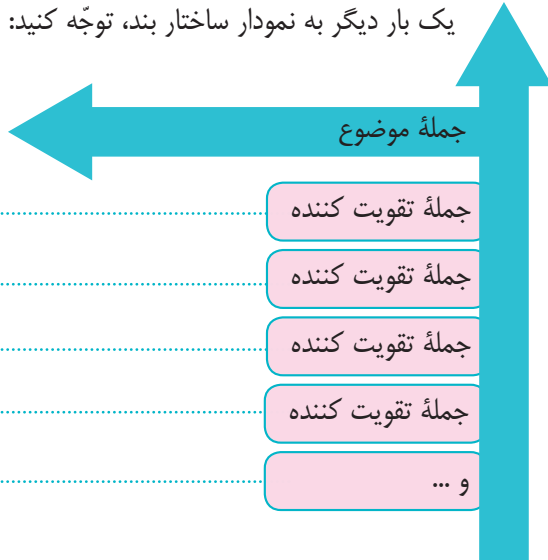 یک بار دیگر به نمودار ساختار بند، توجّه کنید:
جملهٔ موضوع
جملهٔ تقویت کننده
جملهٔ تقویت کننده
جملهٔ تقویت کننده
جملهٔ تقویت کننده
و ...